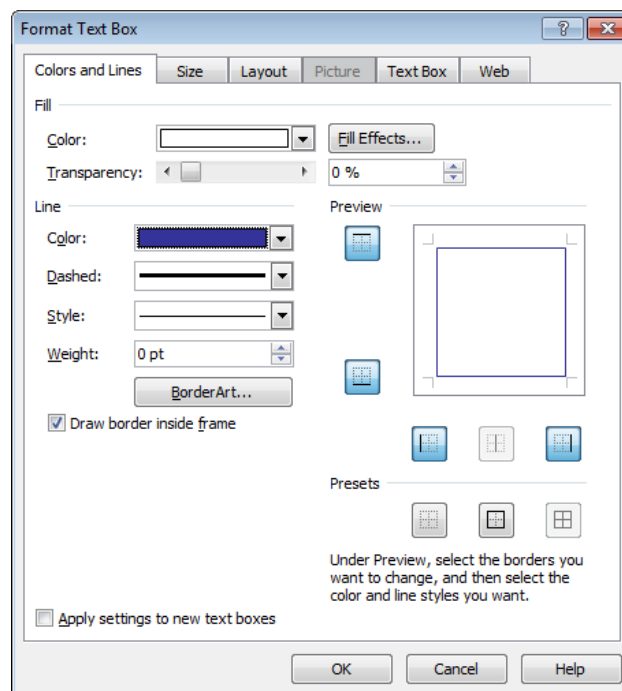 Format Text Box
Colors and Lines Size Layout Picture Text Box Web
Fill
Color: Fill Effects...
Transparency: 0 %
Line Preview
Color:
Dashed:
Style:
Weight: 0 pt
BorderArt...
Draw border inside frame
Presets
Under Preview, select the borders you
want to change, and then select the
color and line styles you want.
Apply settings to new text boxes
OK Cancel Help